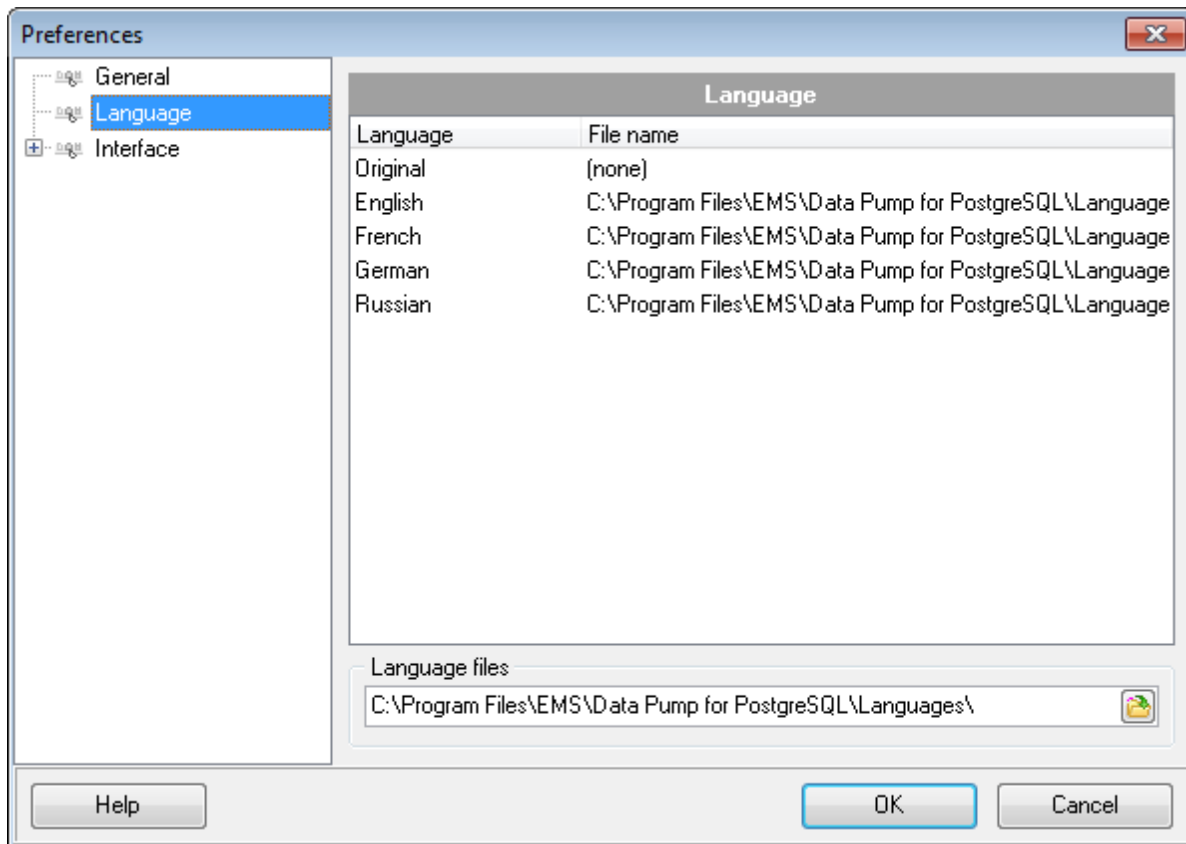 Preferences
General
Language
Interface
Language
Language File name
Original (none)
English C:\Program Files\EMS\Data Pump for PostgreSQL\Language
French C:\Program Files\EMS\Data Pump for PostgreSQL\Language
German C:\Program Files\EMS\Data Pump for PostgreSQL\Language
Russian C:\Program Files\EMS\Data Pump for PostgreSQL\Language
Language files
C:\Program Files\EMS\Data Pump for PostgreSQL\Languages\
Help OK Cancel